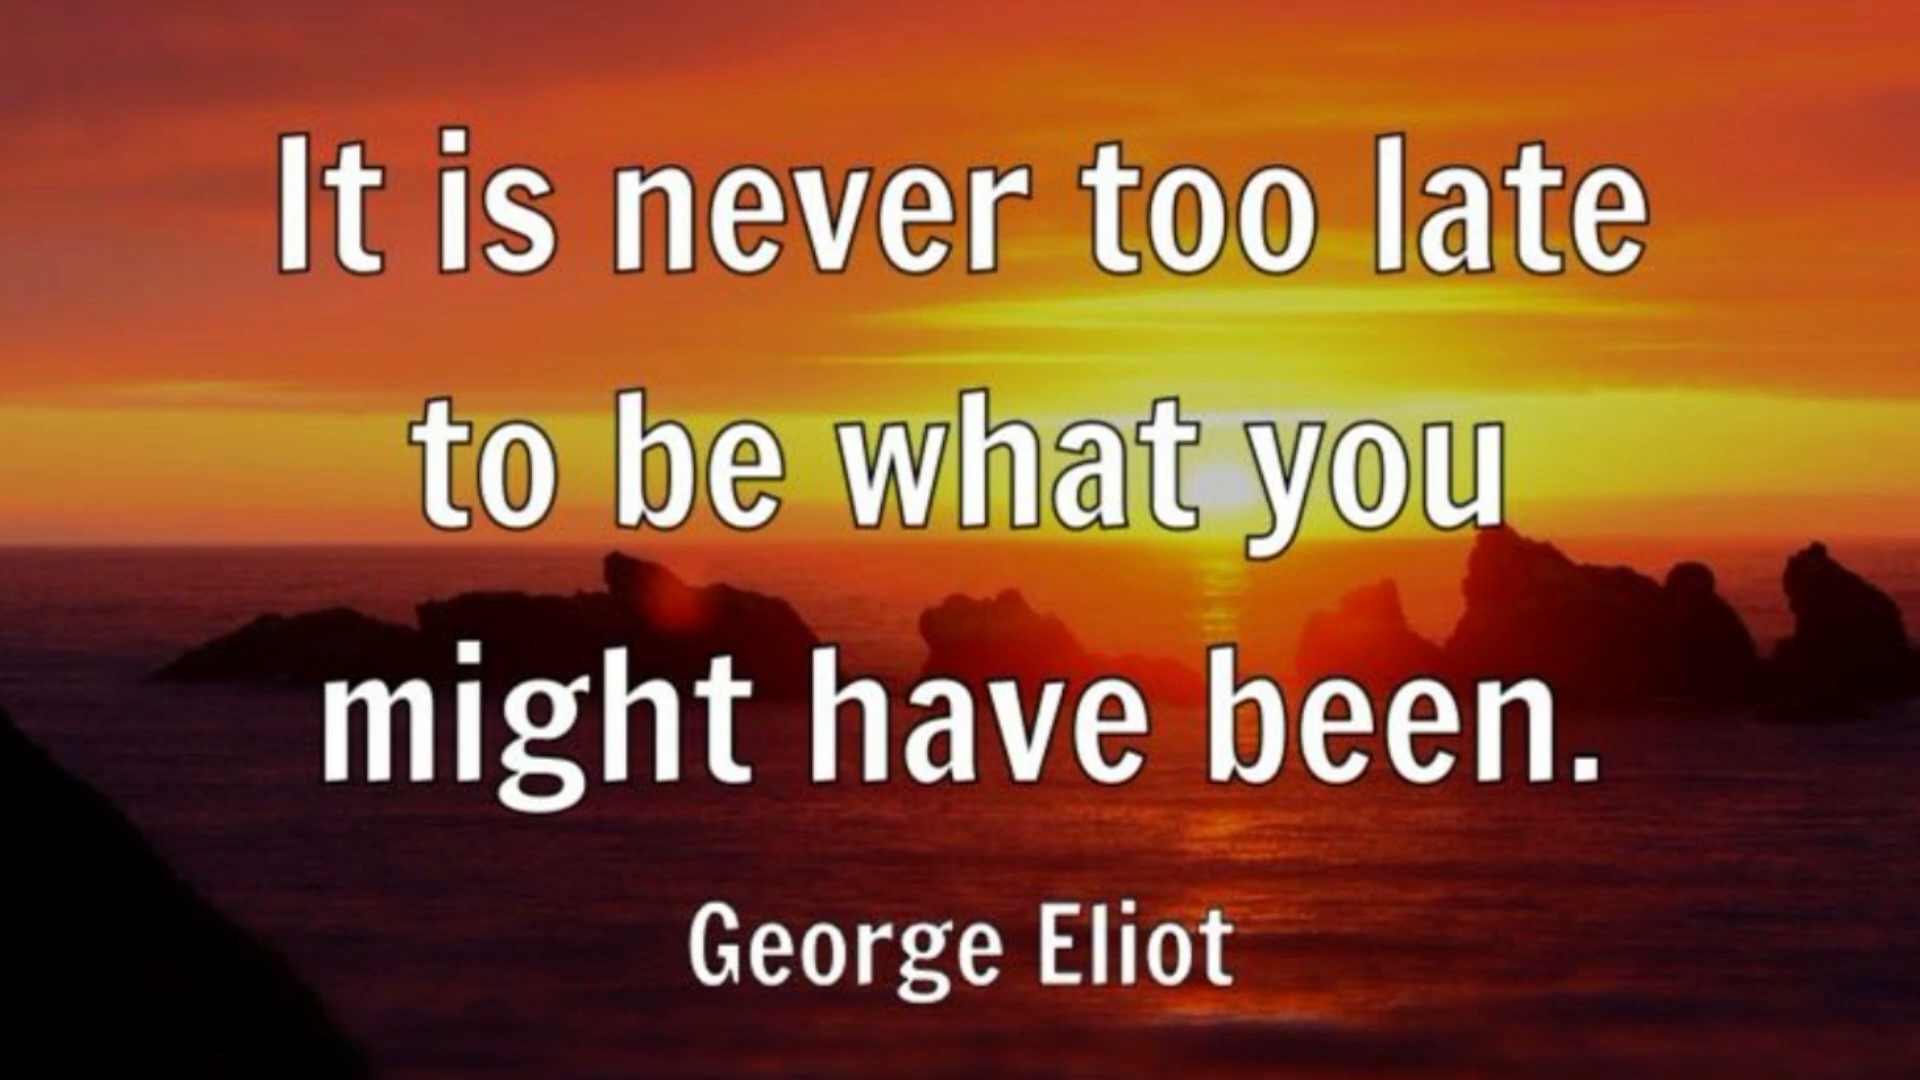 It is never too late
to be what you
might have been.
George Eliot